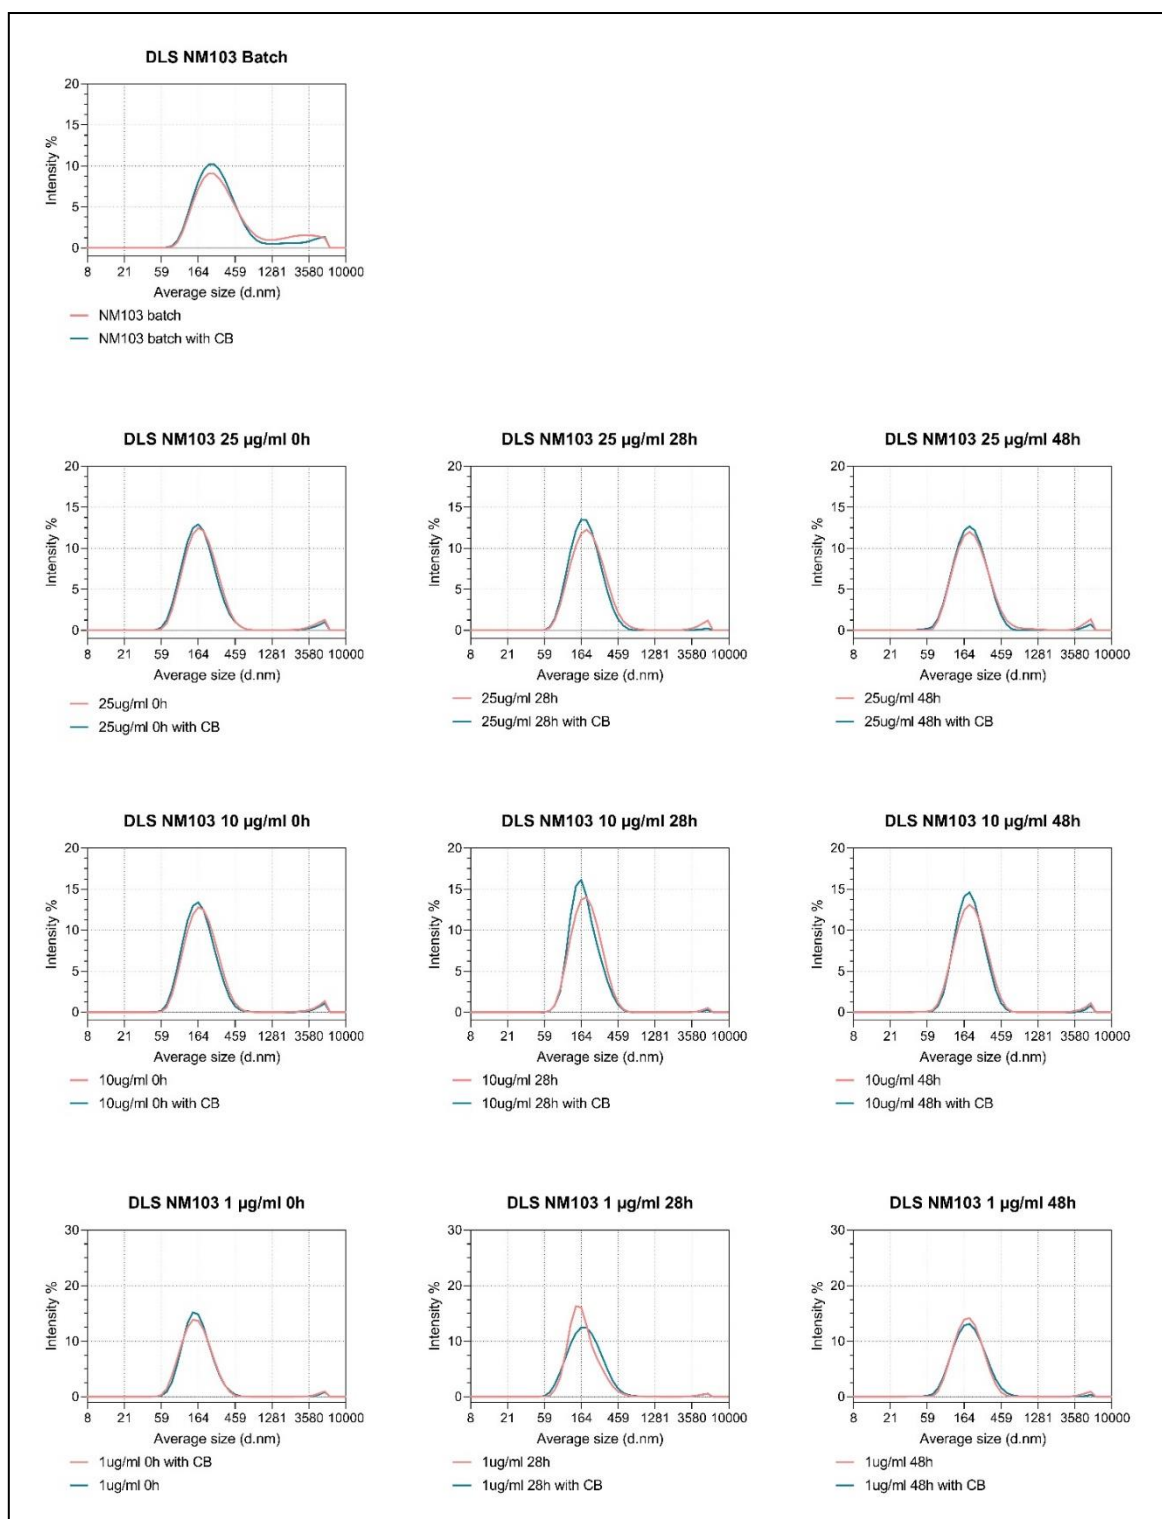 DLS NM103 Batch
20
15
10
5
0
Intensity %
8 21 59 164 459 1281 3580 10000
Average size (d.nm)
NM103 batch
NM103 batch with CB
DLS NM103 25 µg/ml 0h
20
15
10
5
0
Intensity %
8 21 59 164 459 1281 3580 10000
Average size (d.nm)
25ug/ml 0h
25ug/ml 0h with CB
DLS NM103 25 µg/ml 28h
20
15
10
5
0
Intensity %
8 21 59 164 459 1281 3580 10000
Average size (d.nm)
25ug/ml 28h
25ug/ml 28h with CB
DLS NM103 25 µg/ml 48h
20
15
10
5
0
Intensity %
8 21 59 164 459 1281 3580 10000
Average size (d.nm)
25ug/ml 48h
25ug/ml 48h with CB
DLS NM103 10 µg/ml 0h
20
15
10
5
0
Intensity %
8 21 59 164 459 1281 3580 10000
Average size (d.nm)
10ug/ml 0h
10ug/ml 0h with CB
DLS NM103 10 µg/ml 28h
20
15
10
5
0
Intensity %
8 21 59 164 459 1281 3580 10000
Average size (d.nm)
10ug/ml 28h
10ug/ml 28h with CB
DLS NM103 10 µg/ml 48h
20
15
10
5
0
Intensity %
8 21 59 164 459 1281 3580 10000
Average size (d.nm)
10ug/ml 48h
10ug/ml 48h with CB
DLS NM103 1 µg/ml 0h
30
20
10
0
Intensity %
8 21 59 164 459 1281 3580 10000
Average size (d.nm)
1ug/ml 0h with CB
1ug/ml 0h
DLS NM103 1 µg/ml 28h
30
20
10
0
Intensity %
8 21 59 164 459 1281 3580 10000
Average size (d.nm)
1ug/ml 28h
1ug/ml 28h with CB
DLS NM103 1 µg/ml 48h
30
20
10
0
Intensity %
8 21 59 164 459 1281 3580 10000
Average size (d.nm)
1ug/ml 48h
1ug/ml 48h with CB